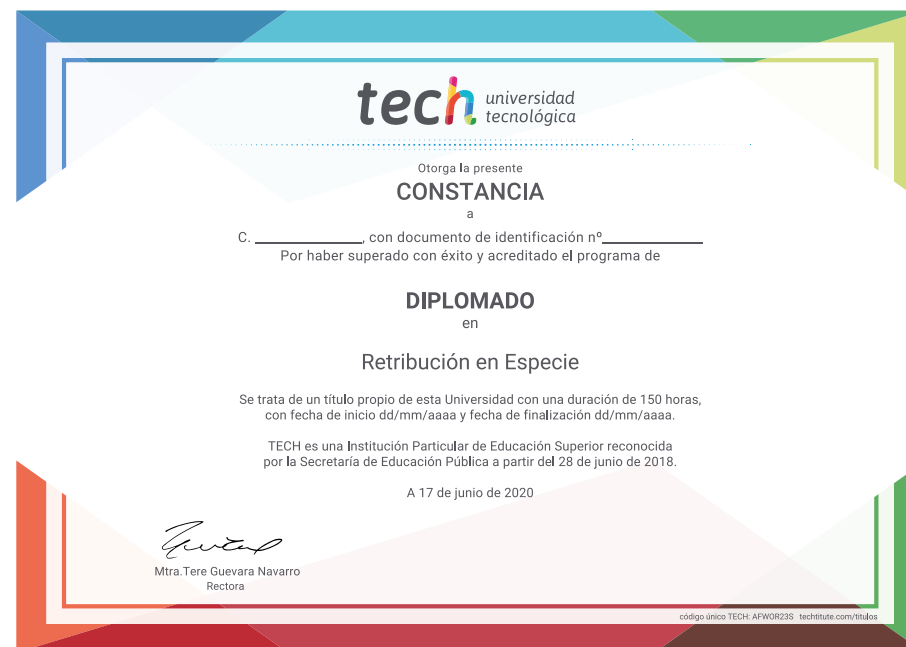 tech universidad
tecnológica
Otorga la presente
CONSTANCIA
a
C. ______________, con documento de identificación nº_____________
Por haber superado con éxito y acreditado el programa de
DIPLOMADO
en
Retribución en Especie
Se trata de un título propio de esta Universidad con una duración de 150 horas,
con fecha de inicio dd/mm/aaaa y fecha de finalización dd/mm/aaaa.
TECH es una Institución Particular de Educación Superior reconocida
por la Secretaría de Educación Pública a partir del 28 de junio de 2018.
A 17 de junio de 2020
Mtra.Tere Guevara Navarro
Rectora
código único TECH: AFWOR23S techtitute.com/titulos